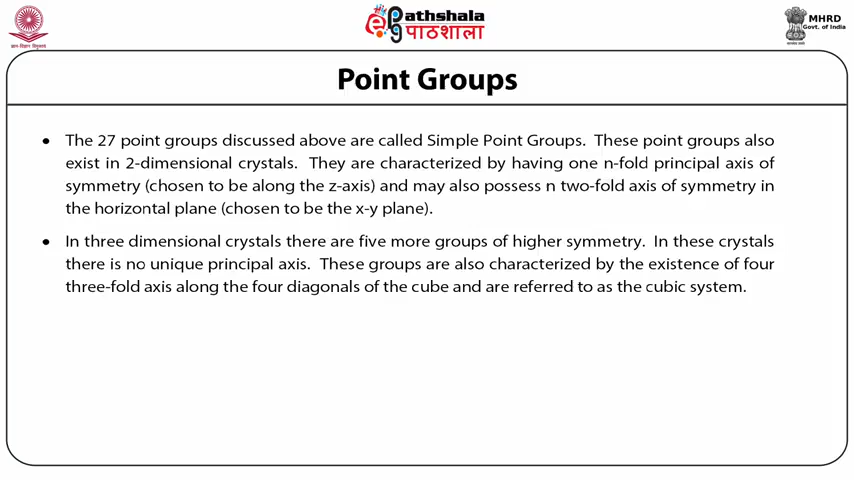 ज्ञान-विज्ञान विमुक्तये
ePathshala
पाठशाला
MHRD
Govt. of India
सत्यमेव जयते
Point Groups
• The 27 point groups discussed above are called Simple Point Groups. These point groups also
exist in 2-dimensional crystals. They are characterized by having one n-fold principal axis of
symmetry (chosen to be along the z-axis) and may also possess n two-fold axis of symmetry in
the horizontal plane (chosen to be the x-y plane).
• In three dimensional crystals there are five more groups of higher symmetry. In these crystals
there is no unique principal axis. These groups are also characterized by the existence of four
three-fold axis along the four diagonals of the cube and are referred to as the cubic system.